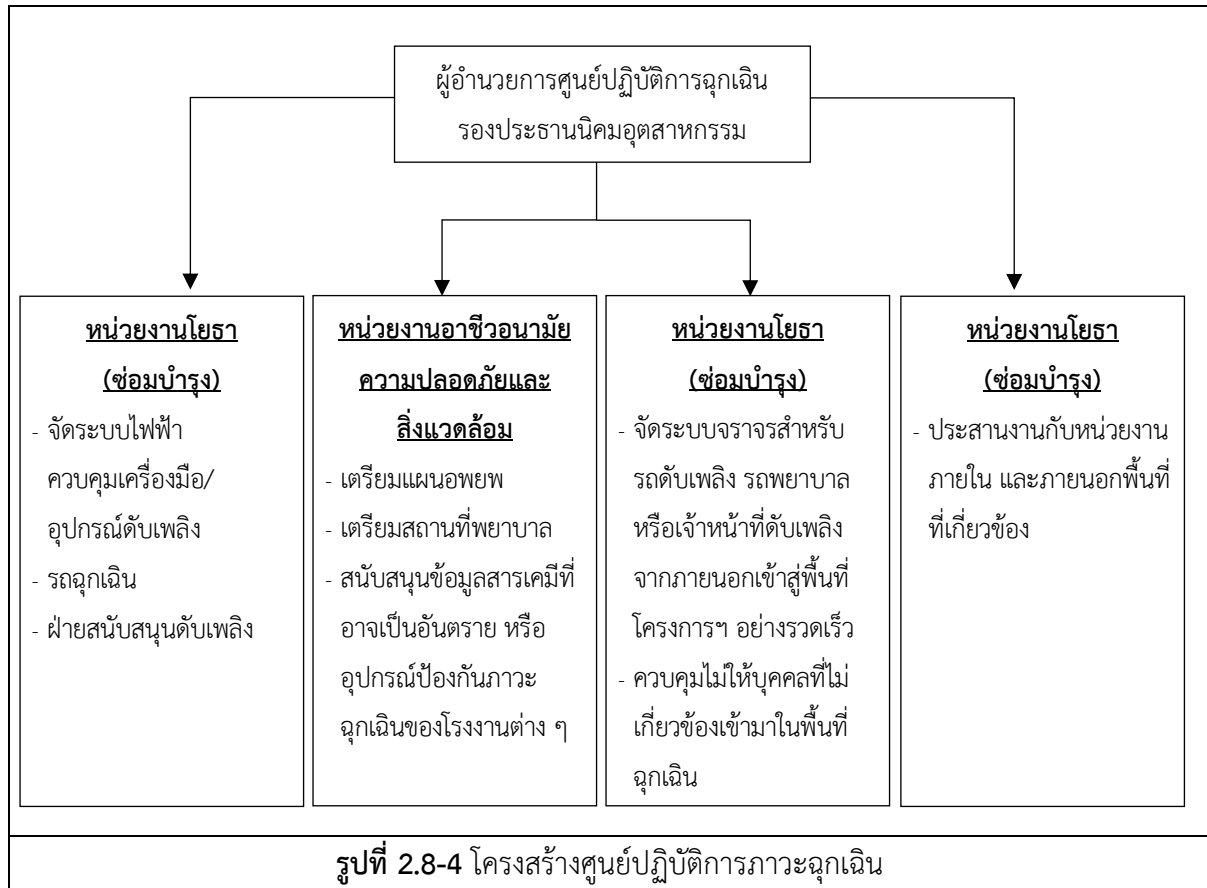 ผู้อำนวยการศูนย์ปฏิบัติการฉุกเฉิน
รองประธานนิคมอุตสาหกรรม
หน่วยงานโยธา
(ซ่อมบำรุง)
- จัดระบบไฟฟ้า
ควบคุมเครื่องมือ/
อุปกรณ์ดับเพลิง
- รถฉุกเฉิน
- ฝ่ายสนับสนุนดับเพลิง
หน่วยงานอาชีวอนามัย
ความปลอดภัยและ
สิ่งแวดล้อม
- เตรียมแผนอพยพ
- เตรียมสถานที่พยาบาล
- สนับสนุนข้อมูลสารเคมีที่
อาจเป็นอันตราย หรือ
อุปกรณ์ป้องกันภาวะ
ฉุกเฉินของโรงงานต่าง ๆ
หน่วยงานโยธา
(ซ่อมบำรุง)
- จัดระบบจราจรสำหรับ
รถดับเพลิง รถพยาบาล
หรือเจ้าหน้าที่ดับเพลิง
จากภายนอกเข้าสู่พื้นที่
โครงการฯ อย่างรวดเร็ว
- ควบคุมไม่ให้บุคคลที่ไม่
เกี่ยวข้องเข้ามาในพื้นที่
ฉุกเฉิน
หน่วยงานโยธา
(ซ่อมบำรุง)
- ประสานงานกับหน่วยงาน
ภายใน และภายนอกพื้นที่
ที่เกี่ยวข้อง
รูปที่ 2.8-4 โครงสร้างศูนย์ปฏิบัติการภาวะฉุกเฉิน